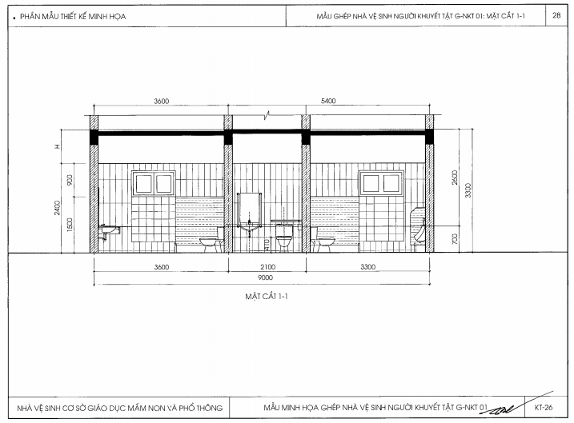 • PHẦN MẪU THIẾT KẾ MINH HỌA
MẪU GHÉP NHÀ VỆ SINH NGƯỜI KHUYẾT TẬT G-NKT 01: MẶT CẮT 1-1
28
3600
5400
H
900
2400
1500
410
2600
3300
700
3600
2100
3300
9000
MẶT CẮT 1-1
NHÀ VỆ SINH CƠ SỞ GIÁO DỤC MẦM NON VÀ PHỔ THÔNG
MẪU MINH HỌA GHÉP NHÀ VỆ SINH NGƯỜI KHUYẾT TẬT G-NKT 01
KT-26